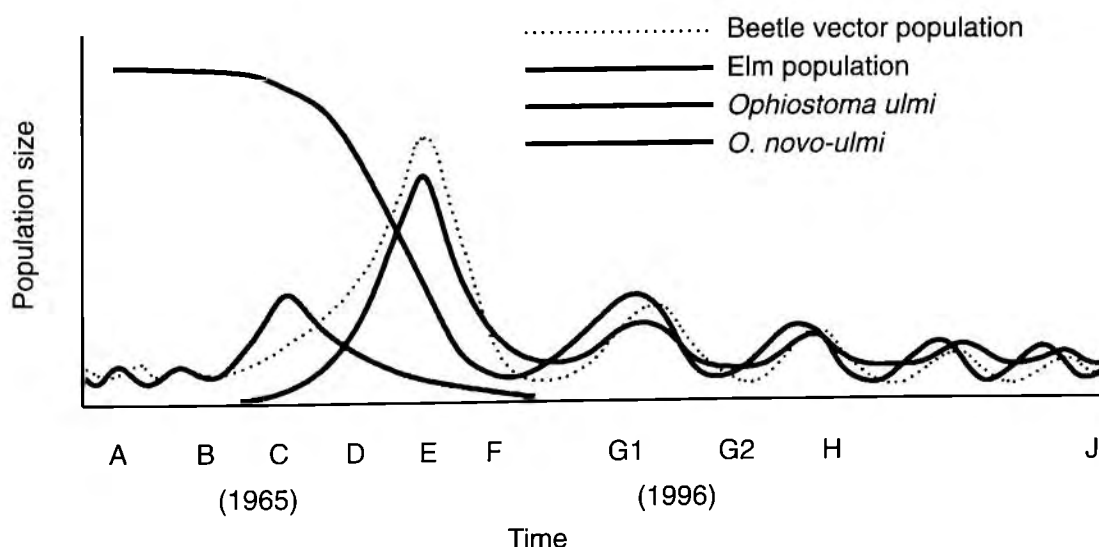 Beetle vector population
Elm population
Ophiostoma ulmi
O. novo-ulmi
Population size
A B C D E F G1 G2 H J
(1965) (1996)
Time